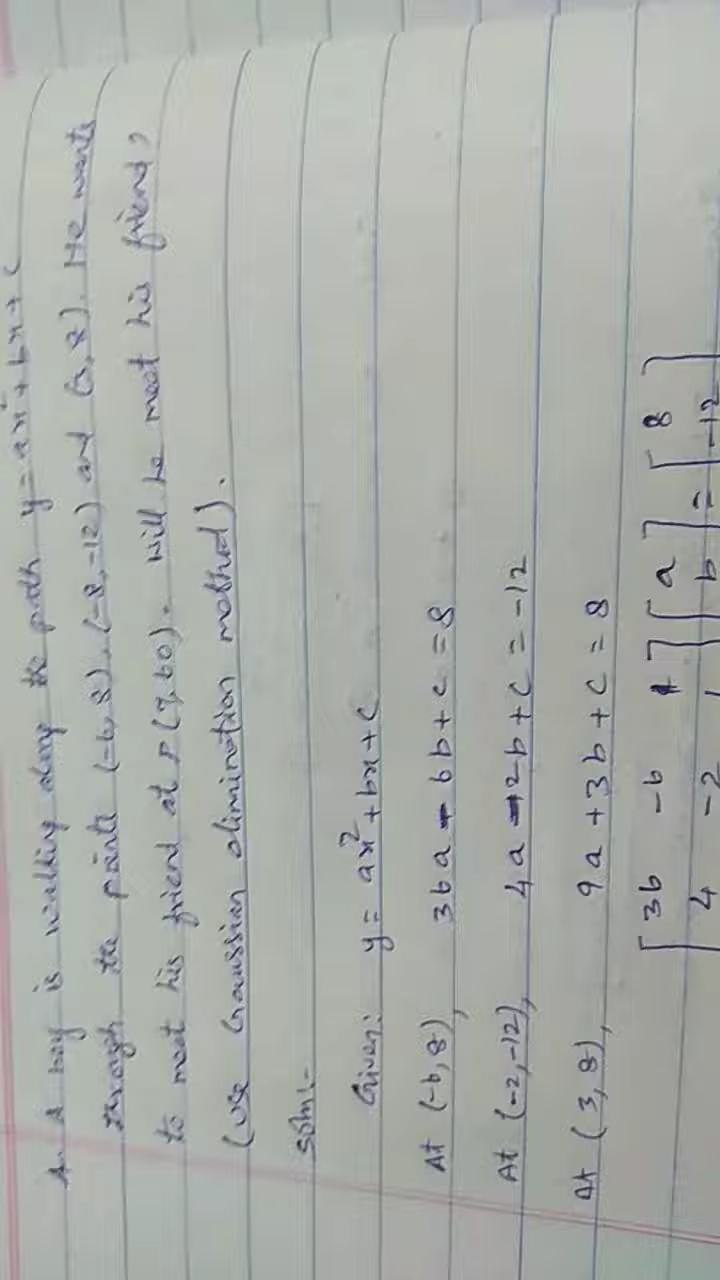 A boy is walking along the path y = ax² + bx + c
through the points (-6, 8), (-8, -12) and (3, 8). He wants
to meet his friend at P(7, 60). Will he meet his friend?
(Use Gaussian elimination method).
Soln:-
Given: y = ax² + bx + c
At (-6, 8), 36a - 6b + c = 8
At (-2, -12), 4a - 2b + c = -12
At (3, 8), 9a + 3b + c = 8
[36 -6 1] [a] = [8]
4 -2 1 b -12